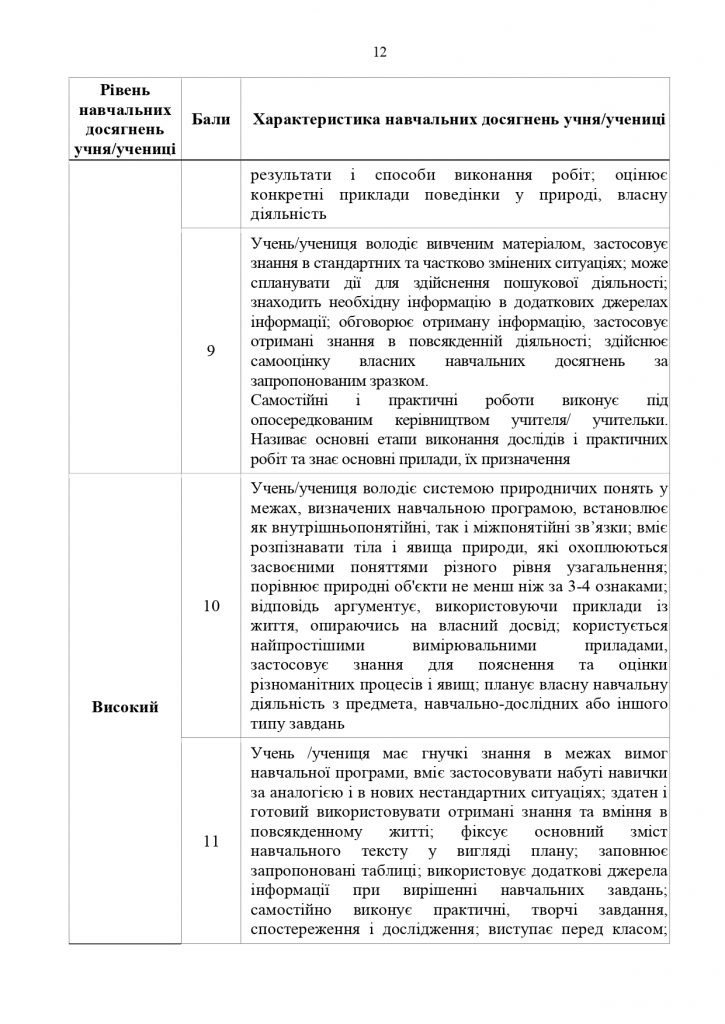 12
Рівень
навчальних
досягнень
учня/учениці
Бали
Характеристика навчальних досягнень учня/учениці
результати і способи виконання робіт; оцінює
конкретні приклади поведінки у природі, власну
діяльність
9
Учень/учениця володіє вивченим матеріалом, застосовує
знання в стандартних та частково змінених ситуаціях; може
спланувати дії для здійснення пошукової діяльності;
знаходить необхідну інформацію в додаткових джерелах
інформації; обговорює отриману інформацію, застосовує
отримані знання в повсякденній діяльності; здійснює
самооцінку власних навчальних досягнень за
запропонованим зразком.
Самостійні і практичні роботи виконує під
опосередкованим керівництвом учителя/ учительки.
Називає основні етапи виконання дослідів і практичних
робіт та знає основні прилади, їх призначення
Високий
10
Учень/учениця володіє системою природничих понять у
межах, визначених навчальною програмою, встановлює
як внутрішньопонятійні, так і міжпонятійні зв’язки; вміє
розпізнавати тіла і явища природи, які охоплюються
засвоєними поняттями різного рівня узагальнення;
порівнює природні об'єкти не менш ніж за 3-4 ознаками;
відповідь аргументує, використовуючи приклади із
життя, опираючись на власний досвід; користується
найпростішими вимірювальними приладами,
застосовує знання для пояснення та оцінки
різноманітних процесів і явищ; планує власну навчальну
діяльність з предмета, навчально-дослідних або іншого
типу завдань
11
Учень /учениця має гнучкі знання в межах вимог
навчальної програми, вміє застосовувати набуті навички
за аналогією і в нових нестандартних ситуаціях; здатен і
готовий використовувати отримані знання та вміння в
повсякденному житті; фіксує основний зміст
навчального тексту у вигляді плану; заповнює
запропоновані таблиці; використовує додаткові джерела
інформації при вирішенні навчальних завдань;
самостійно виконує практичні, творчі завдання,
спостереження і дослідження; виступає перед класом;